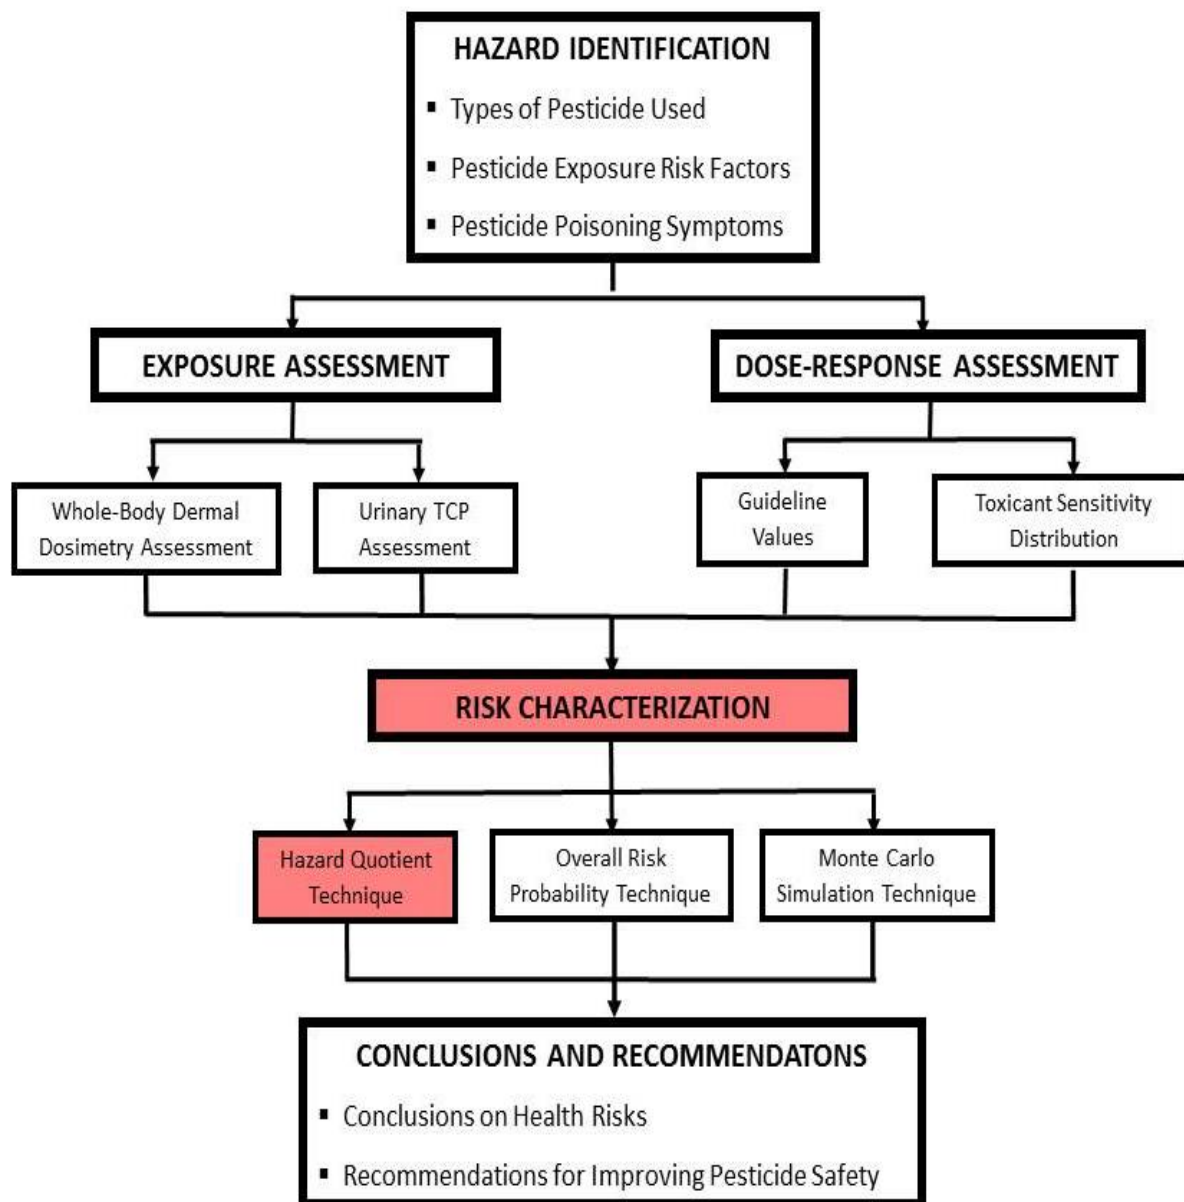 HAZARD IDENTIFICATION
▪ Types of Pesticide Used
▪ Pesticide Exposure Risk Factors
▪ Pesticide Poisoning Symptoms
EXPOSURE ASSESSMENT
DOSE-RESPONSE ASSESSMENT
Whole-Body Dermal
Dosimetry Assessment
Urinary TCP
Assessment
Guideline
Values
Toxicant Sensitivity
Distribution
RISK CHARACTERIZATION
Hazard Quotient
Technique
Overall Risk
Probability Technique
Monte Carlo
Simulation Technique
CONCLUSIONS AND RECOMMENDATONS
▪ Conclusions on Health Risks
▪ Recommendations for Improving Pesticide Safety